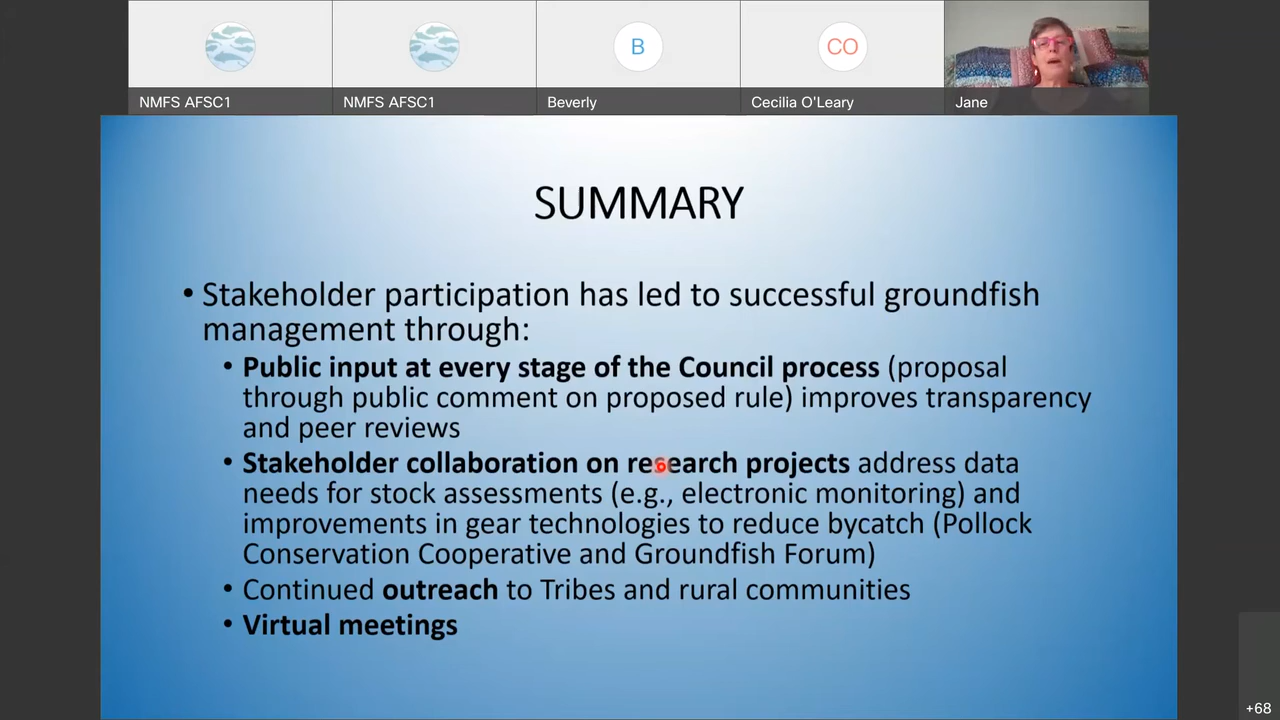 B
CO
NMFS AFSC1
NMFS AFSC1
Beverly
Cecilia O'Leary
Jane
SUMMARY
• Stakeholder participation has led to successful groundfish
management through:
• Public input at every stage of the Council process (proposal
through public comment on proposed rule) improves transparency
and peer reviews
• Stakeholder collaboration on research projects address data
needs for stock assessments (e.g., electronic monitoring) and
improvements in gear technologies to reduce bycatch (Pollock
Conservation Cooperative and Groundfish Forum)
• Continued outreach to Tribes and rural communities
• Virtual meetings
+68